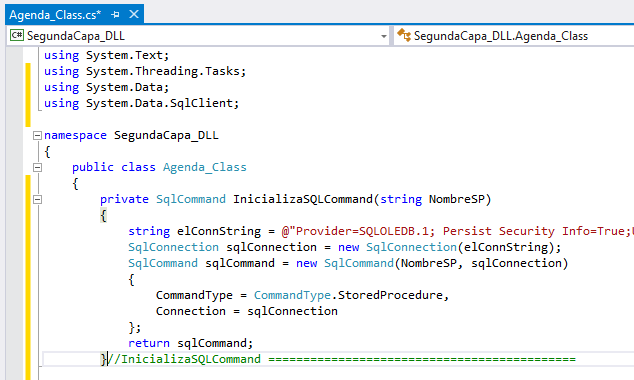 Agenda_Class.cs*
C# SegundaCapa_DLL SegundaCapa_DLL.Agenda_Class
using System.Text;
using System.Threading.Tasks;
using System.Data;
using System.Data.SqlClient;
namespace SegundaCapa_DLL
{
public class Agenda_Class
{
private SqlCommand InicializaSQLCommand(string NombreSP)
{
string elConnString = @"Provider=SQLOLEDB.1; Persist Security Info=True;
SqlConnection sqlConnection = new SqlConnection(elConnString);
SqlCommand sqlCommand = new SqlCommand(NombreSP, sqlConnection)
{
CommandType = CommandType.StoredProcedure,
Connection = sqlConnection
};
return sqlCommand;
}//InicializaSQLCommand ============================================